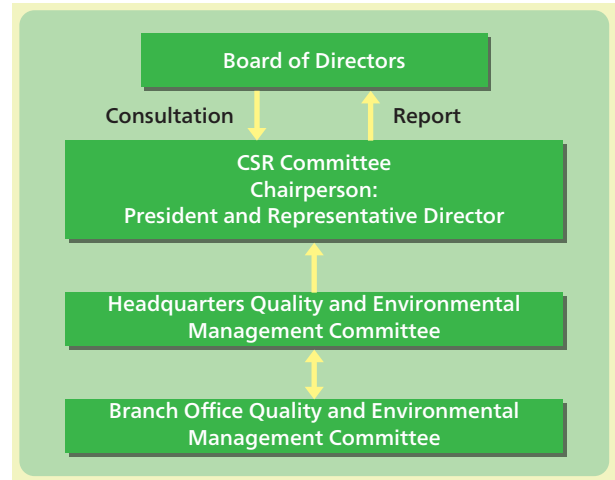 Board of Directors
Consultation
Report
CSR Committee
Chairperson:
President and Representative Director
Headquarters Quality and Environmental
Management Committee
Branch Office Quality and Environmental
Management Committee